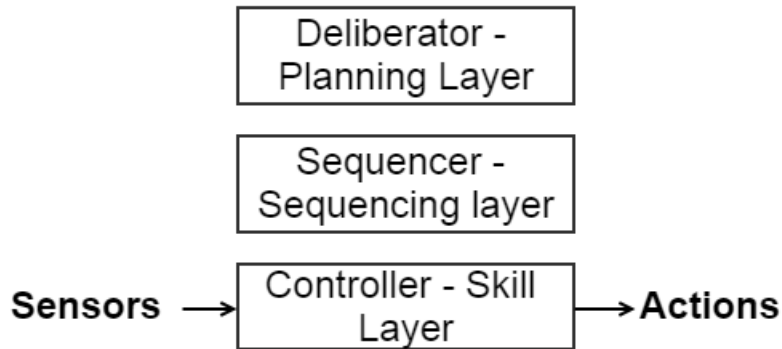 Deliberator -
Planning Layer
Sequencer -
Sequencing layer
Sensors
Controller - Skill
Layer
Actions